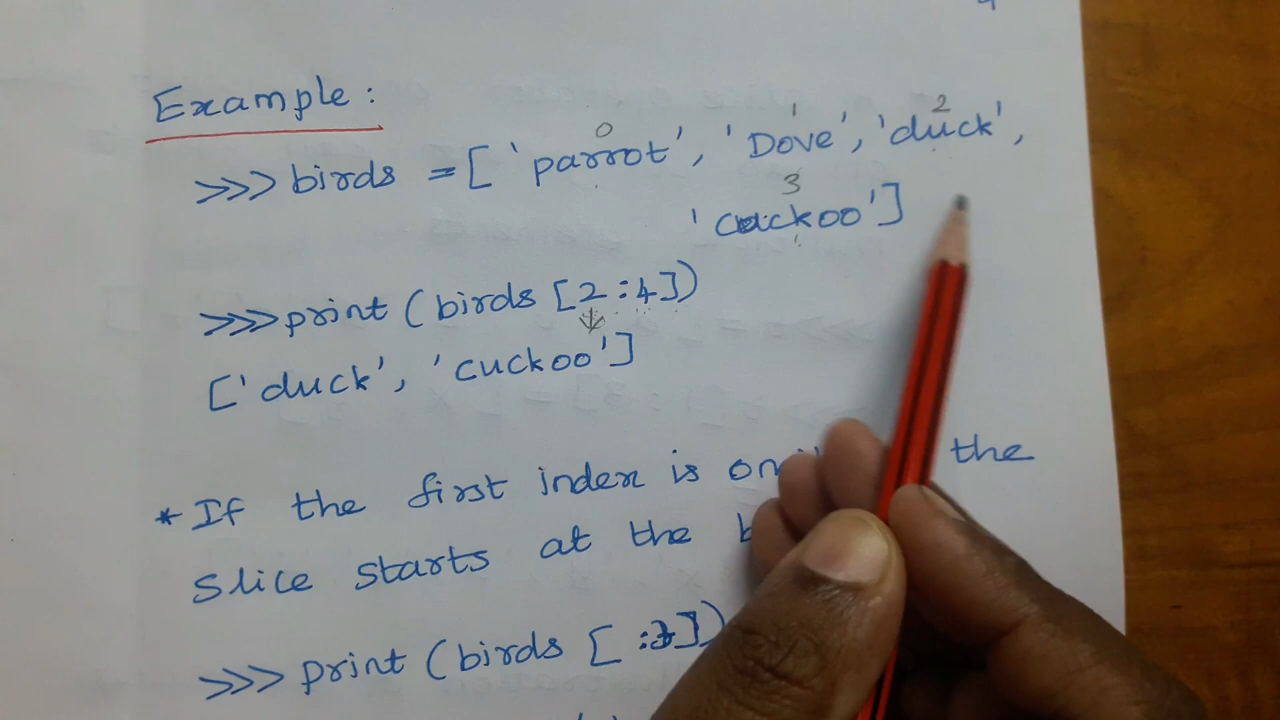 Example:
0 1 2
>>> birds = ['parrot', 'Dove', 'duck',
3
'cuckoo']
>>> print (birds [2:4])
['duck', 'cuckoo']
* If the first index is the
slice starts at the
>>> print (birds [: